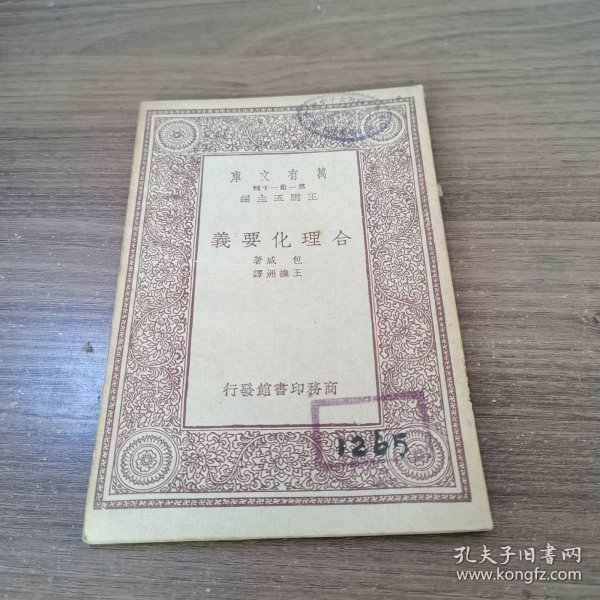 萬有文庫
第一集一千種
王雲五主編
合理化要義
包威著
王撫洲譯
商務印書館發行
1265
孔夫子旧书网
www.kongfz.com